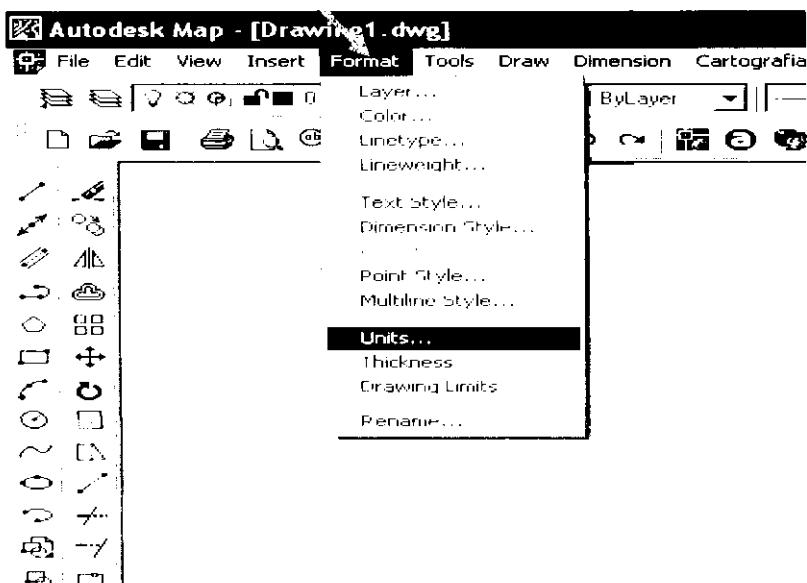 Autodesk Map - [Drawing1.dwg]
File Edit View Insert Format Tools Draw Dimension Cartografia
ByLayer
Layer...
Color...
Linetype...
Lineweight...
Text Style...
Dimension Style...
Point Style...
Multiline Style...
Units...
Thickness
Drawing Limits
Rename...